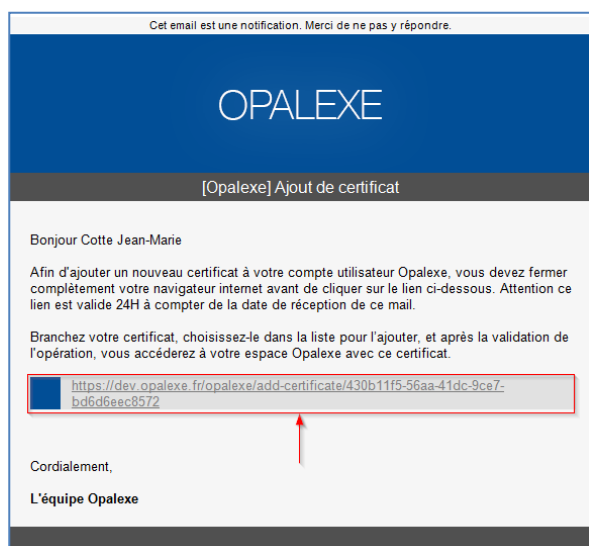 Cet email est une notification. Merci de ne pas y répondre.
OPALEXE
[Opalexe] Ajout de certificat
Bonjour Cotte Jean-Marie
Afin d'ajouter un nouveau certificat à votre compte utilisateur Opalexe, vous devez fermer
complètement votre navigateur internet avant de cliquer sur le lien ci-dessous. Attention ce
lien est valide 24H à compter de la date de réception de ce mail.
Branchez votre certificat, choisissez-le dans la liste pour l'ajouter, et après la validation de
l'opération, vous accéderez à votre espace Opalexe avec ce certificat.
https://dev.opalexe.fr/opalexe/add-certificate/430b11f5-56aa-41dc-9ce7-
bd6d6eec8572
Cordialement,
L'équipe Opalexe